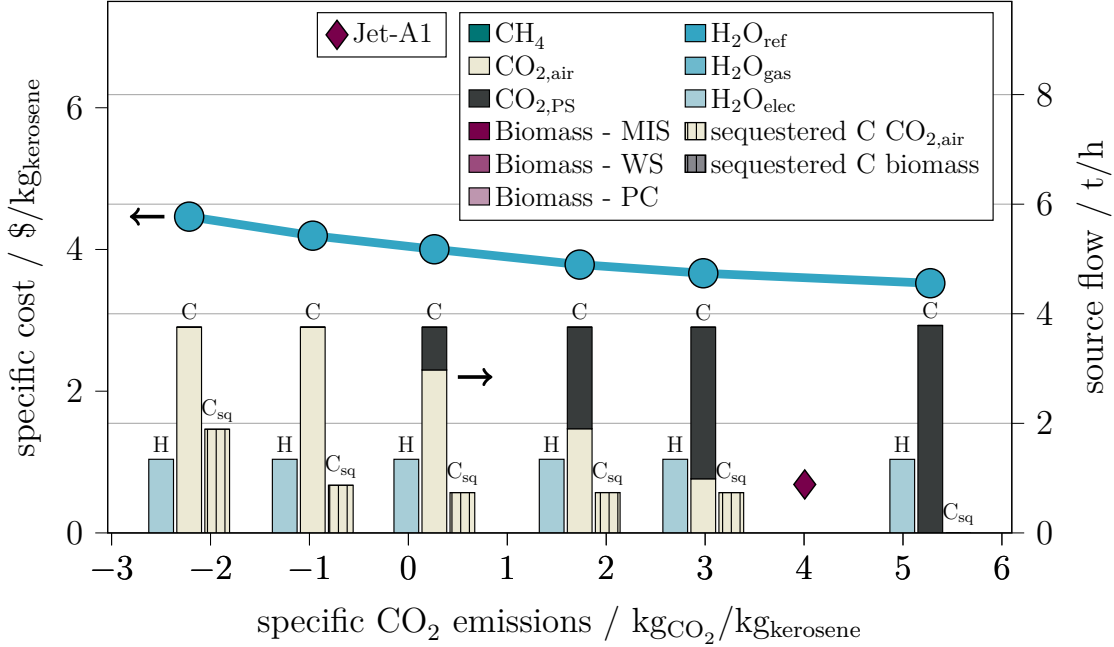 Jet-A1
CH₄
CO₂,air
CO₂,PS
Biomass - MIS
Biomass - WS
Biomass - PC
H₂Oref
H₂Ogas
H₂Oelec
sequestered C CO₂,air
sequestered C biomass
specific cost / $/kgkerosene
0
2
4
6
source flow / t/h
0
2
4
6
8
H
C
Csq
H
C
Csq
H
C
Csq
H
C
Csq
H
C
Csq
H
C
Csq
−3
−2
−1
0
1
2
3
4
5
6
specific CO₂ emissions / kgCO₂/kgkerosene